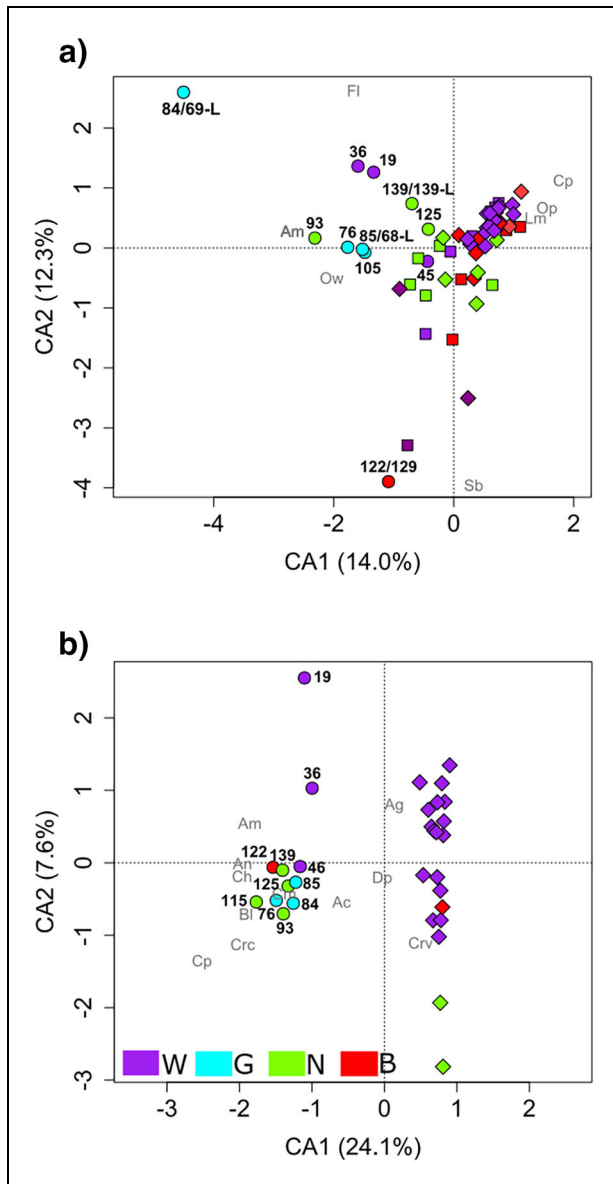 a)
84/69-L
Fl
36
19
139/139-L
Cp
Op
Lm
125
93
Am
76
85/68-L
105
45
Ow
122/129
Sb
2
1
0
-1
-2
-3
-4
CA2 (12.3%)
-4 -2 0 2
CA1 (14.0%)
b)
19
36
Ag
Am
122 139
An
46
Ch
Dp
125
85
115
Ac
84
Bl
76
93
Crc
Crv
Cp
2
1
0
-1
-2
-3
CA2 (7.6%)
W G N B
-3 -2 -1 0 1 2
CA1 (24.1%)